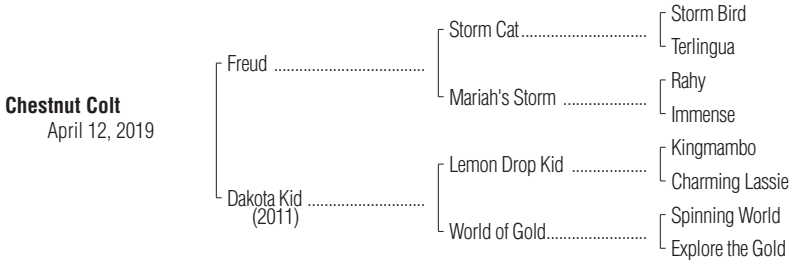 Storm Bird
Storm Cat..............................
Terlingua
Freud ...................................
Rahy
Mariah's Storm ....................
Immense
Chestnut Colt
April 12, 2019
Kingmambo
Lemon Drop Kid ..................
Charming Lassie
Dakota Kid ...........................
(2011)
Spinning World
World of Gold........................
Explore the Gold